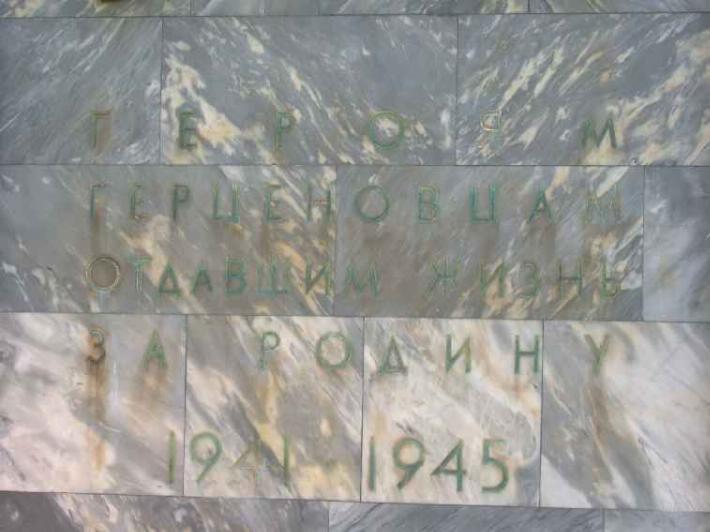 ГЕРОЯМ
ГЕРЦЕНОВЦАМ
ОТДАВШИМ ЖИЗНЬ
ЗА РОДИНУ
1941 1945